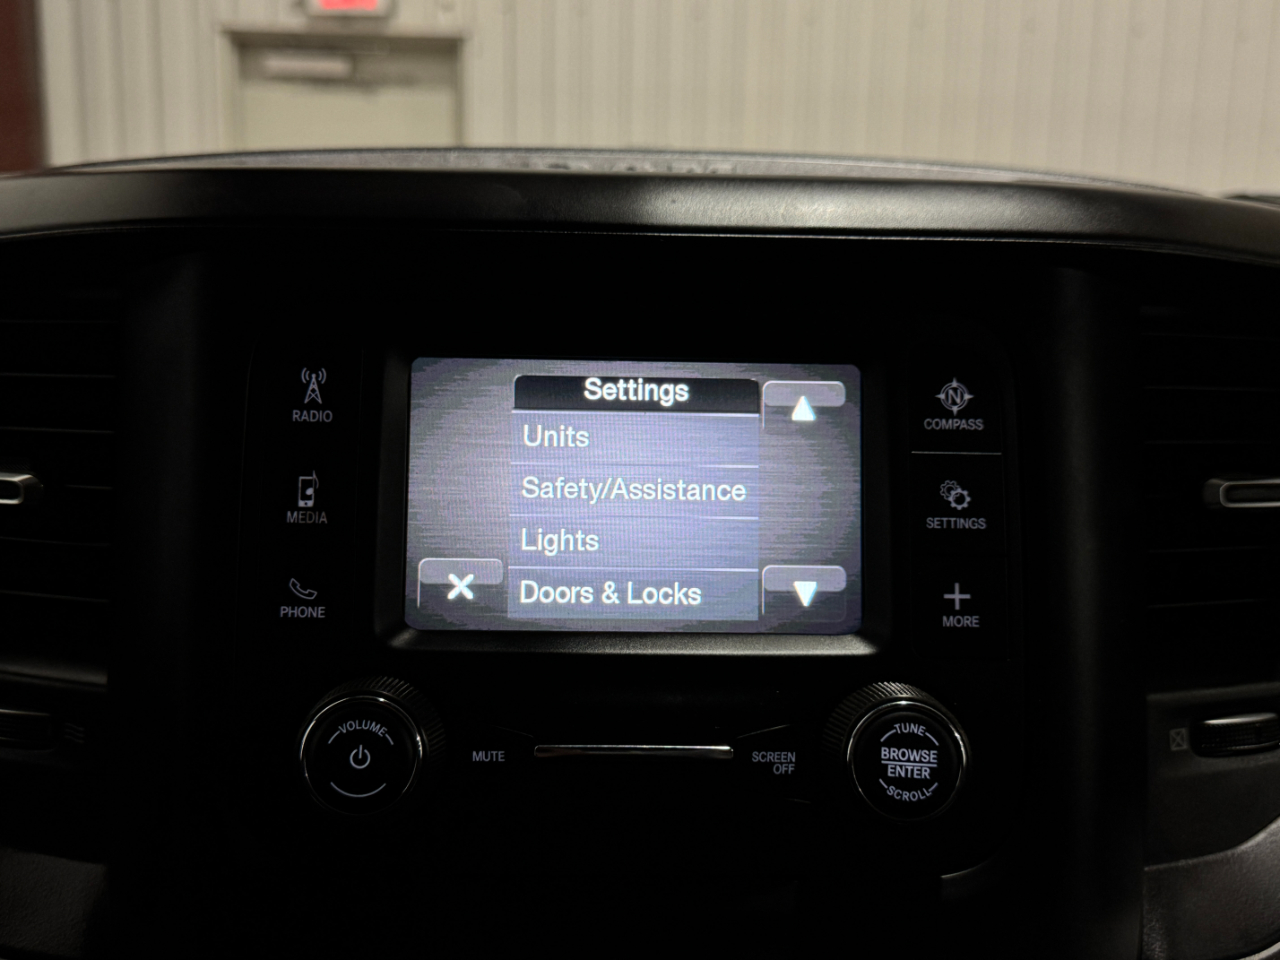 Settings
Units
Safety/Assistance
Lights
Doors & Locks
RADIO
MEDIA
PHONE
N
COMPASS
SETTINGS
MORE
VOLUME
MUTE
SCREEN
OFF
TUNE
BROWSE
ENTER
SCROLL